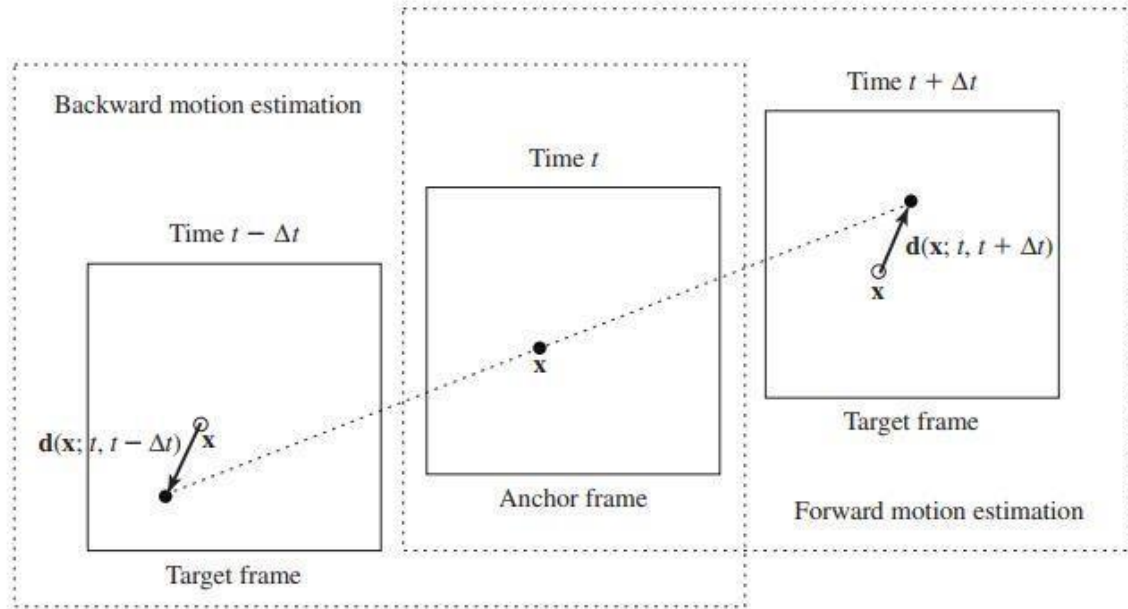 Backward motion estimation
Time t + Δt
Time t
Time t − Δt
d(x; t, t + Δt)
x
x
d(x; t, t − Δt)
x
Target frame
Anchor frame
Forward motion estimation
Target frame